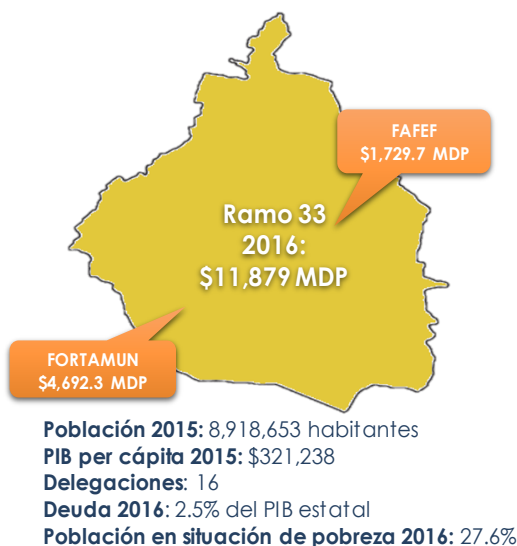 FAFEF
$1,729.7 MDP
Ramo 33
2016:
$11,879 MDP
FORTAMUN
$4,692.3 MDP
Población 2015: 8,918,653 habitantes
PIB per cápita 2015: $321,238
Delegaciones: 16
Deuda 2016: 2.5% del PIB estatal
Población en situación de pobreza 2016: 27.6%